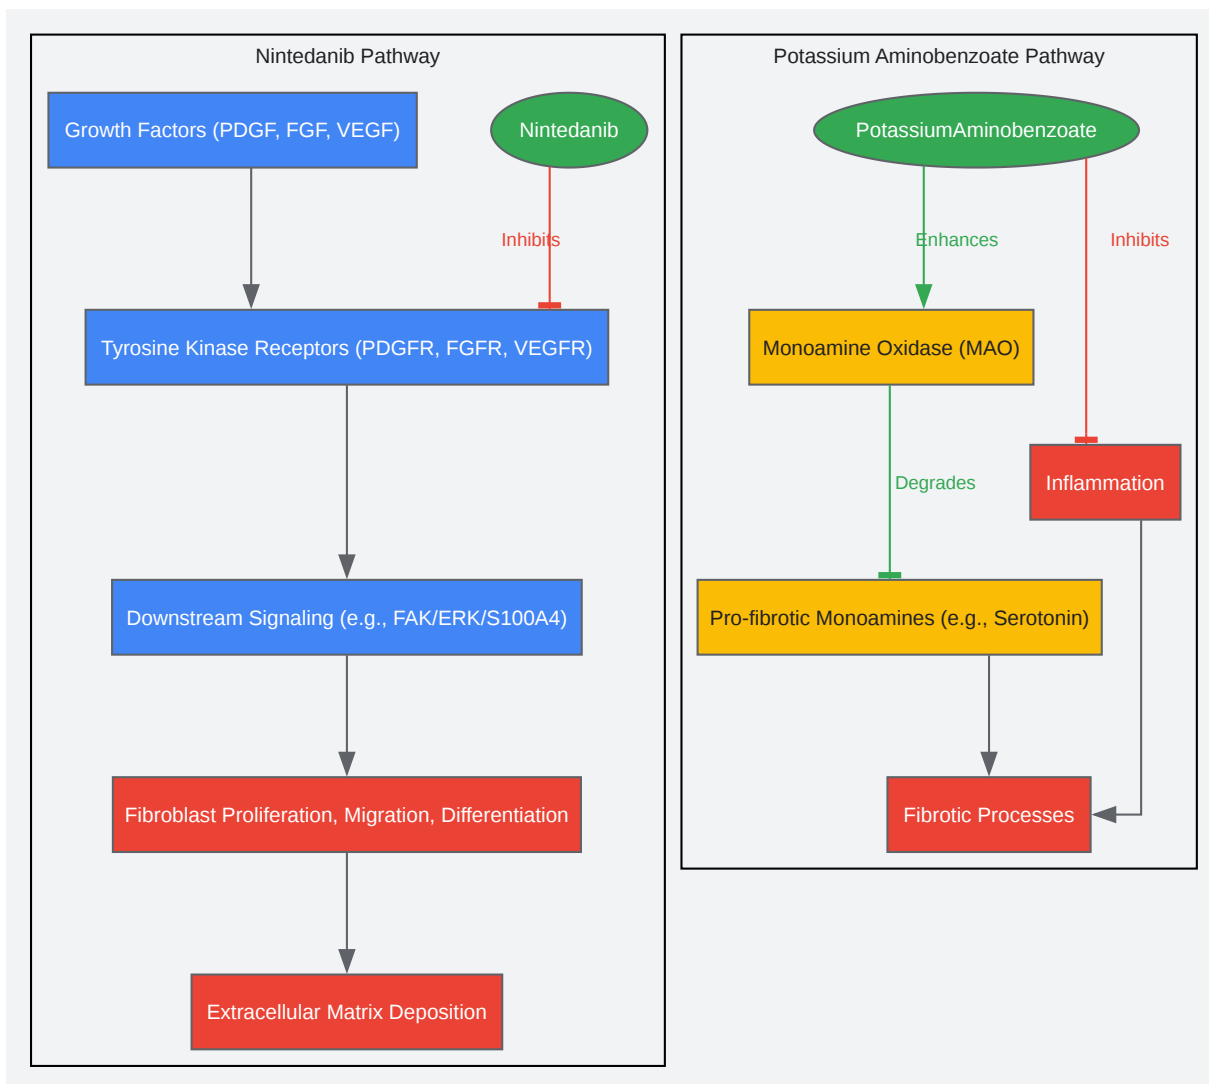 Nintedanib Pathway
Growth Factors (PDGF, FGF, VEGF)
Nintedanib
Inhibits
Tyrosine Kinase Receptors (PDGFR, FGFR, VEGFR)
Downstream Signaling (e.g., FAK/ERK/S100A4)
Fibroblast Proliferation, Migration, Differentiation
Extracellular Matrix Deposition
Potassium Aminobenzoate Pathway
PotassiumAminobenzoate
Enhances
Inhibits
Monoamine Oxidase (MAO)
Degrades
Inflammation
Pro-fibrotic Monoamines (e.g., Serotonin)
Fibrotic Processes